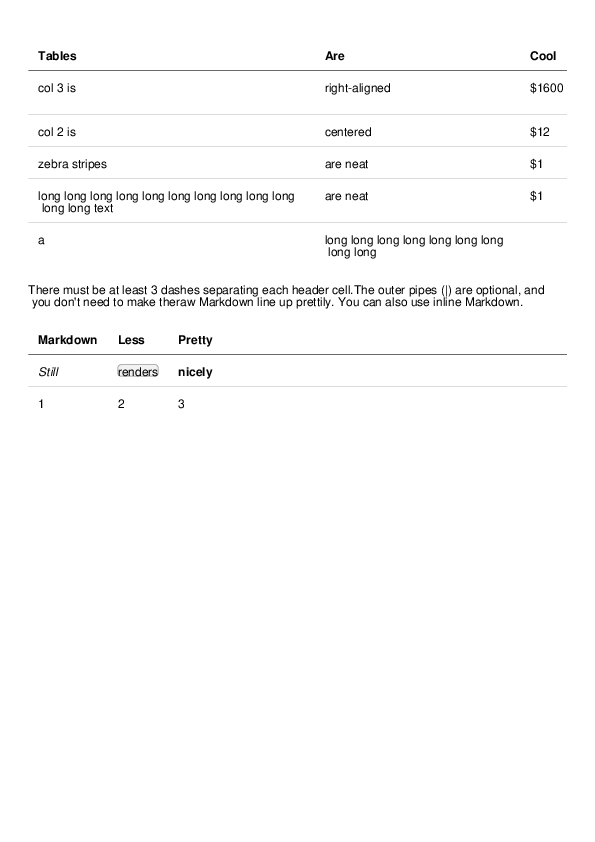 Tables Are Cool
col 3 is right-aligned $1600
col 2 is centered $12
zebra stripes are neat $1
long long long long long long long long long long are neat $1
long long text
a long long long long long long long
long long
There must be at least 3 dashes separating each header cell.The outer pipes (|) are optional, and
you don't need to make theraw Markdown line up prettily. You can also use inline Markdown.
Markdown Less Pretty
Still renders nicely
1 2 3